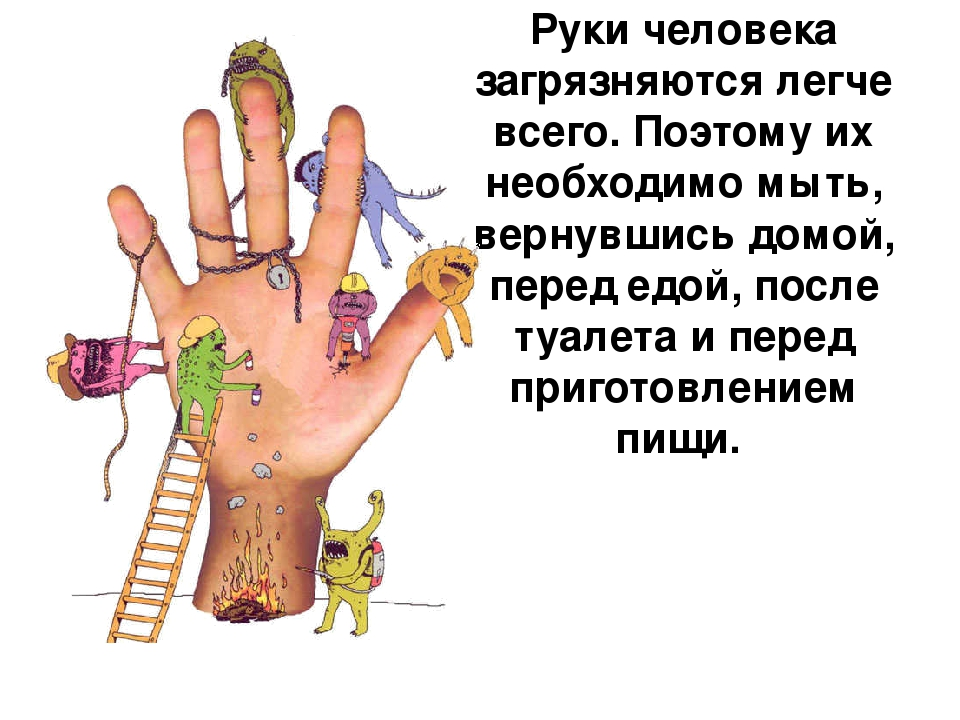 Руки человека
загрязняются легче
всего. Поэтому их
необходимо мыть,
вернувшись домой,
перед едой, после
туалета и перед
приготовлением
пищи.